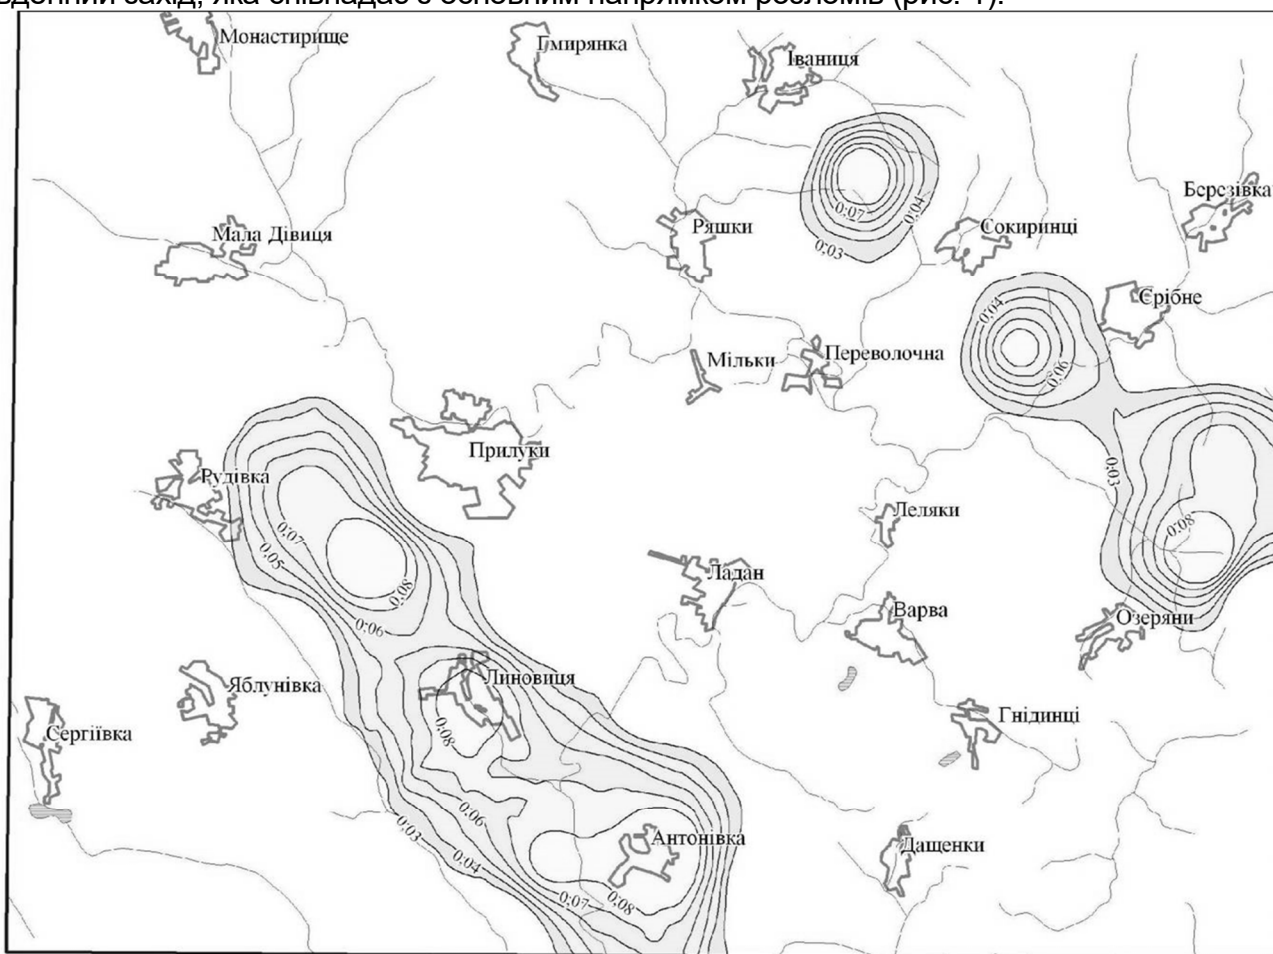 південний захід, яка співпадає з основним напрямком розломів (рис. 1).
Монастирище
Гмирянка
Іваниця
Березівка
0,07
0,04
0,03
Ряшки
Сокиринці
Мала Дівиця
0,04
Срібне
Мільки
Переволочна
0,06
Прилуки
Рудівка
0,03
Леляки
0,08
0,07
0,05
Ладан
0,08
Варва
Озеряни
0,06
Линовиця
Яблунівка
Гнідинці
0,08
Сергіївка
0,06
0,03
Антонівка
Дащенки
0,04
0,07
0,08